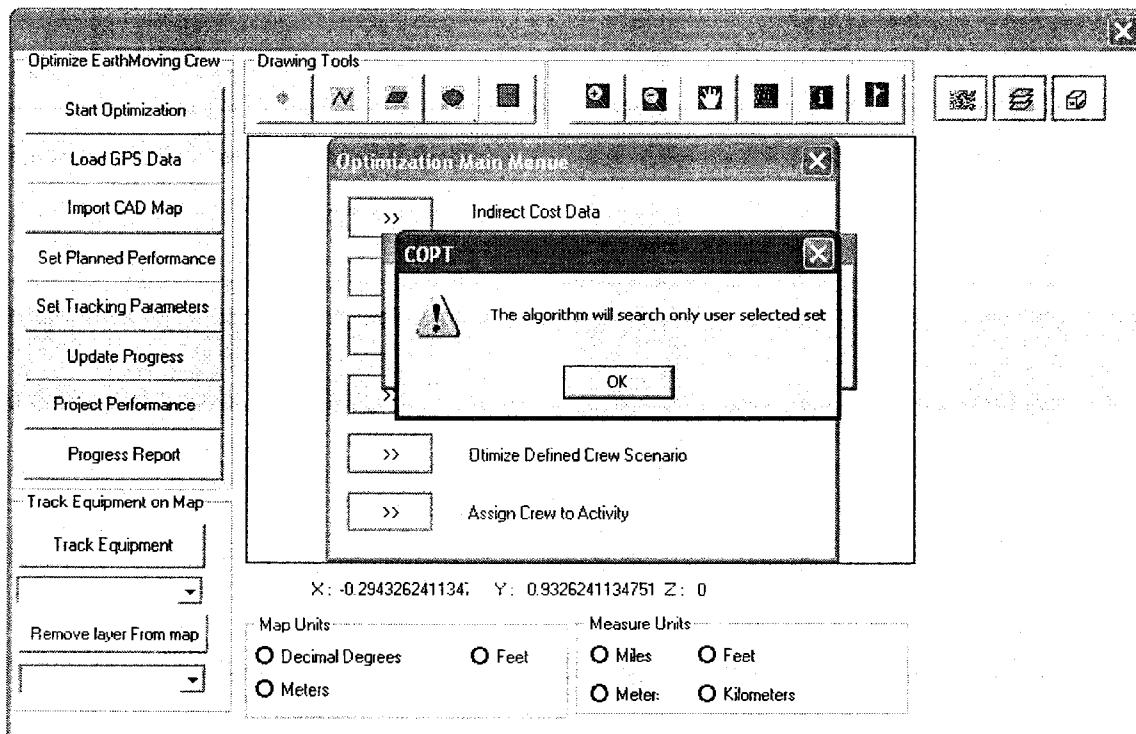 Optimize EarthMoving Crew
Start Optimization
Load GPS Data
Import CAD Map
Set Planned Performance
Set Tracking Parameters
Update Progress
Project Performance
Progress Report
Track Equipment on Map
Track Equipment
Remove layer From map
Drawing Tools
Optimization Main Menue
>> Indirect Cost Data
COPT
The algorithm will search only user selected set
OK
>> Otimize Defined Crew Scenario
>> Assign Crew to Activity
X: -0.2943262411347 Y: 0.9326241134751 Z: 0
Map Units
Decimal Degrees Feet
Meters
Measure Units
Miles Feet
Meter: Kilometers